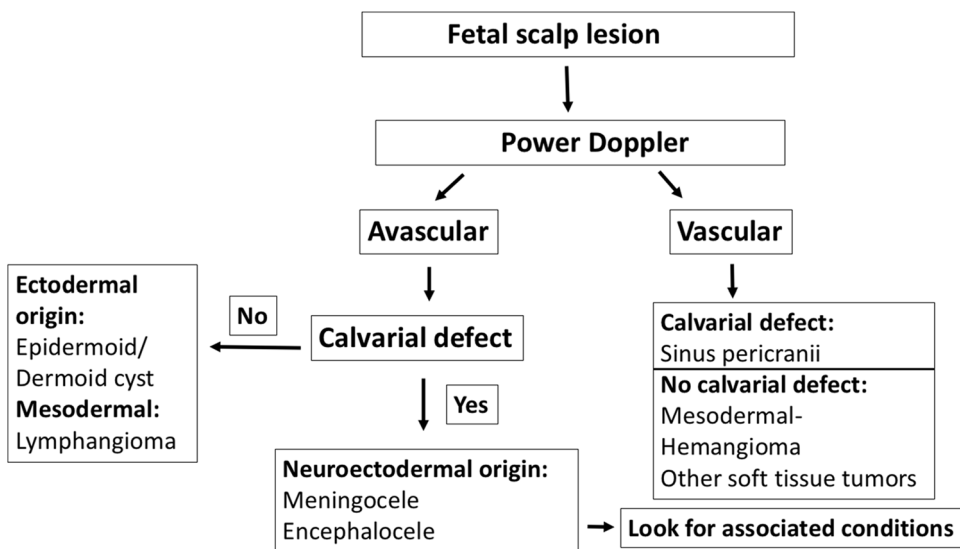 Fetal scalp lesion
Power Doppler
Avascular
Vascular
Ectodermal
origin:
Epidermoid/
Dermoid cyst
Mesodermal:
Lymphangioma
No
Calvarial defect
Yes
Calvarial defect:
Sinus pericranii
No calvarial defect:
Mesodermal-
Hemangioma
Other soft tissue tumors
Neuroectodermal origin:
Meningocele
Encephalocele
Look for associated conditions